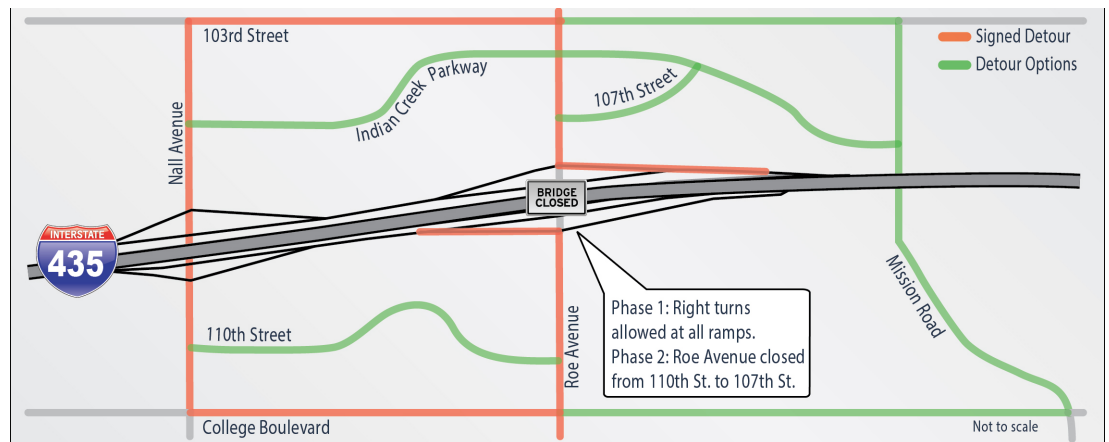 103rd Street
Signed Detour
Detour Options
Indian Creek Parkway
107th Street
Nall Avenue
BRIDGE
CLOSED
INTERSTATE
435
Mission Road
Phase 1: Right turns
allowed at all ramps.
Phase 2: Roe Avenue closed
from 110th St. to 107th St.
110th Street
Roe Avenue
College Boulevard
Not to scale